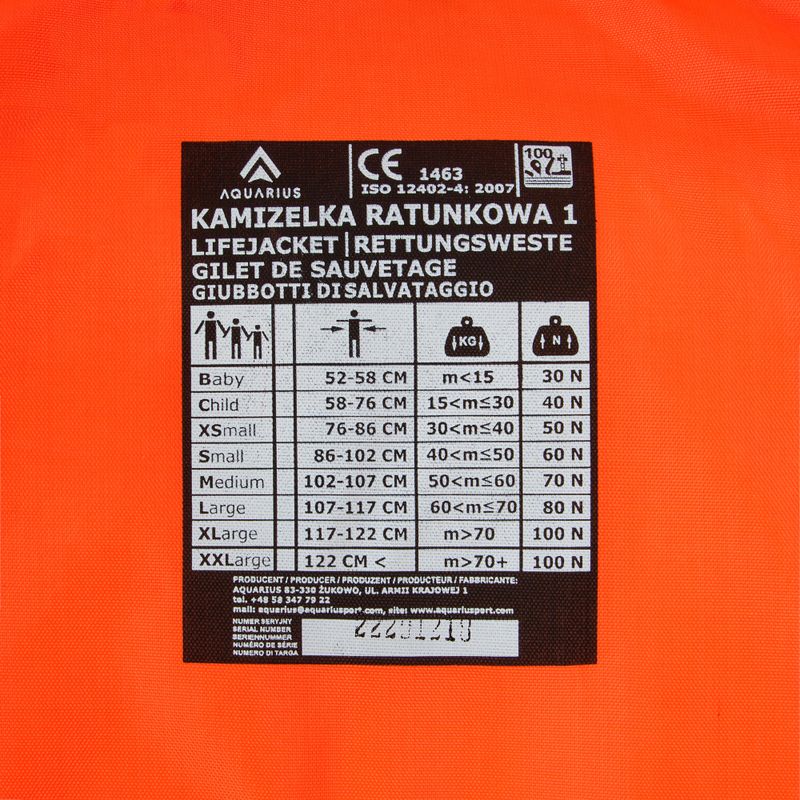 AQUARIUS
CE 1463
ISO 12402-4: 2007
100
KAMIZELKA RATUNKOWA 1
LIFEJACKET | RETTUNGSWESTE
GILET DE SAUVETAGE
GIUBBOTTI DI SALVATAGGIO
KG N
Baby 52-58 CM m<15 30 N
Child 58-76 CM 15<m≤30 40 N
XSmall 76-86 CM 30<m≤40 50 N
Small 86-102 CM 40<m≤50 60 N
Medium 102-107 CM 50<m≤60 70 N
Large 107-117 CM 60<m≤70 80 N
XLarge 117-122 CM m>70 100 N
XXLarge 122 CM < m>70+ 100 N
PRODUCENT / PRODUCER / PRODUZENT / PRODUCTEUR / FABBRICANTE:
AQUARIUS 83-330 ŻUKOWO, UL. ARMII KRAJOWEJ 1
tel. +48 58 347 79 22
mail: aquarius@aquariusport.com, site: www.aquariusport.com
NUMER SERYJNY
SERIAL NUMBER
SERIENNUMMER
NUMÉRO DE SÉRIE
NUMERO DI TARGA